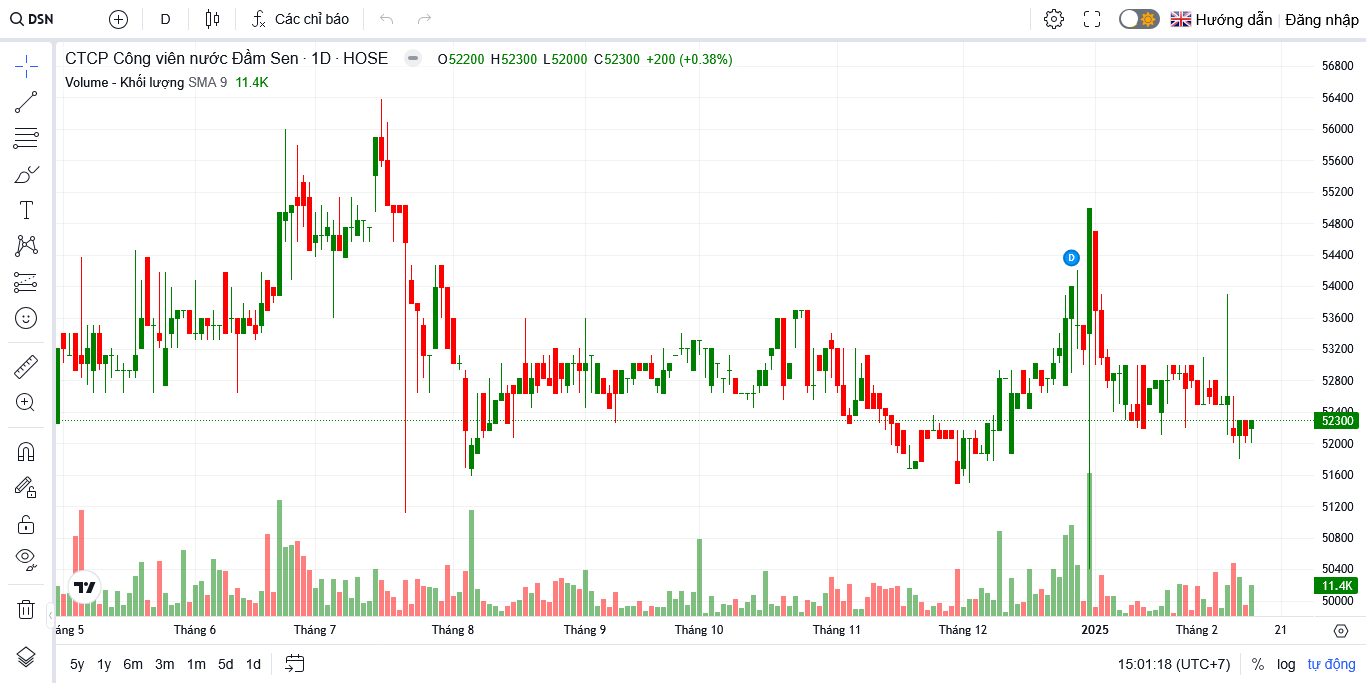 DSN D Các chỉ báo Hướng dẫn Đăng nhập
CTCP Công viên nước Đầm Sen · 1D · HOSE O52200 H52300 L52000 C52300 +200 (+0.38%)
Volume - Khối lượng SMA 9 11.4K
56800
56400
56000
55600
55200
54800
54400
D
54000
53600
53200
52800
52400
52300
52000
51600
51200
50800
50400
11.4K
50000
áng 5 Tháng 6 Tháng 7 Tháng 8 Tháng 9 Tháng 10 Tháng 11 Tháng 12 2025 Tháng 2 21
5y 1y 6m 3m 1m 5d 1d 15:01:18 (UTC+7) % log tự động